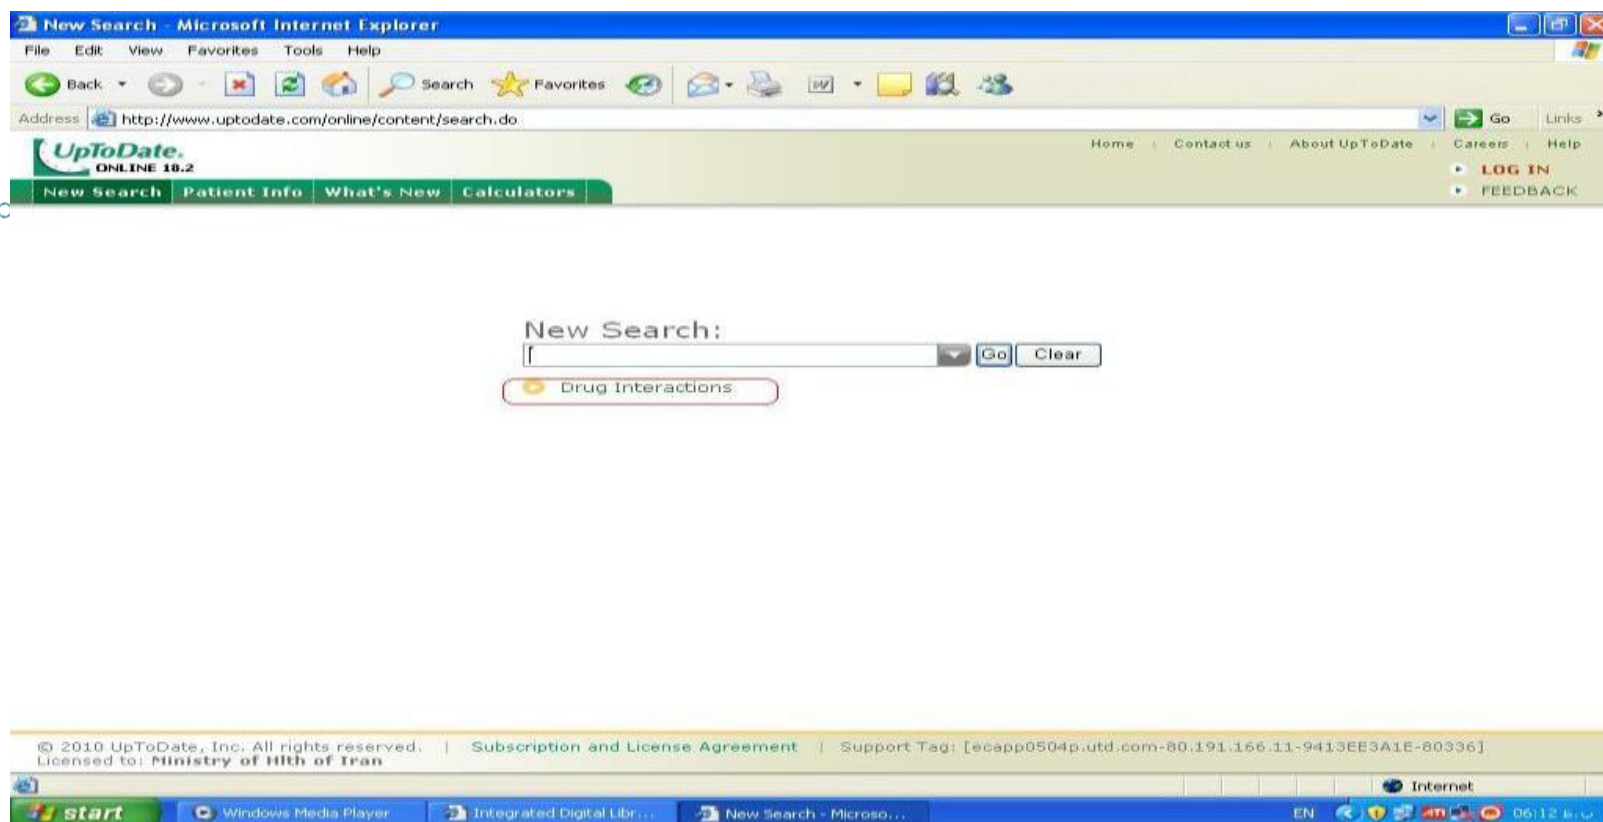 New Search - Microsoft Internet Explorer
File Edit View Favorites Tools Help
Back Search Favorites
Address http://www.uptodate.com/online/content/search.do Go Links
Home | Contact us | About UpToDate | Careers | Help
UpToDate.
ONLINE 18.2
LOG IN
New Search Patient Info What's New Calculators
FEEDBACK
New Search:
Go Clear
Drug Interactions
© 2010 UpToDate, Inc. All rights reserved. | Subscription and License Agreement | Support Tag: [ecapp0504p.utd.com-80.191.166.11-9413EE3A1E-80336]
Licensed to: Ministry of Hlth of Iran
Internet
start Windows Media Player Integrated Digital Libr... New Search - Microso... EN 06:12